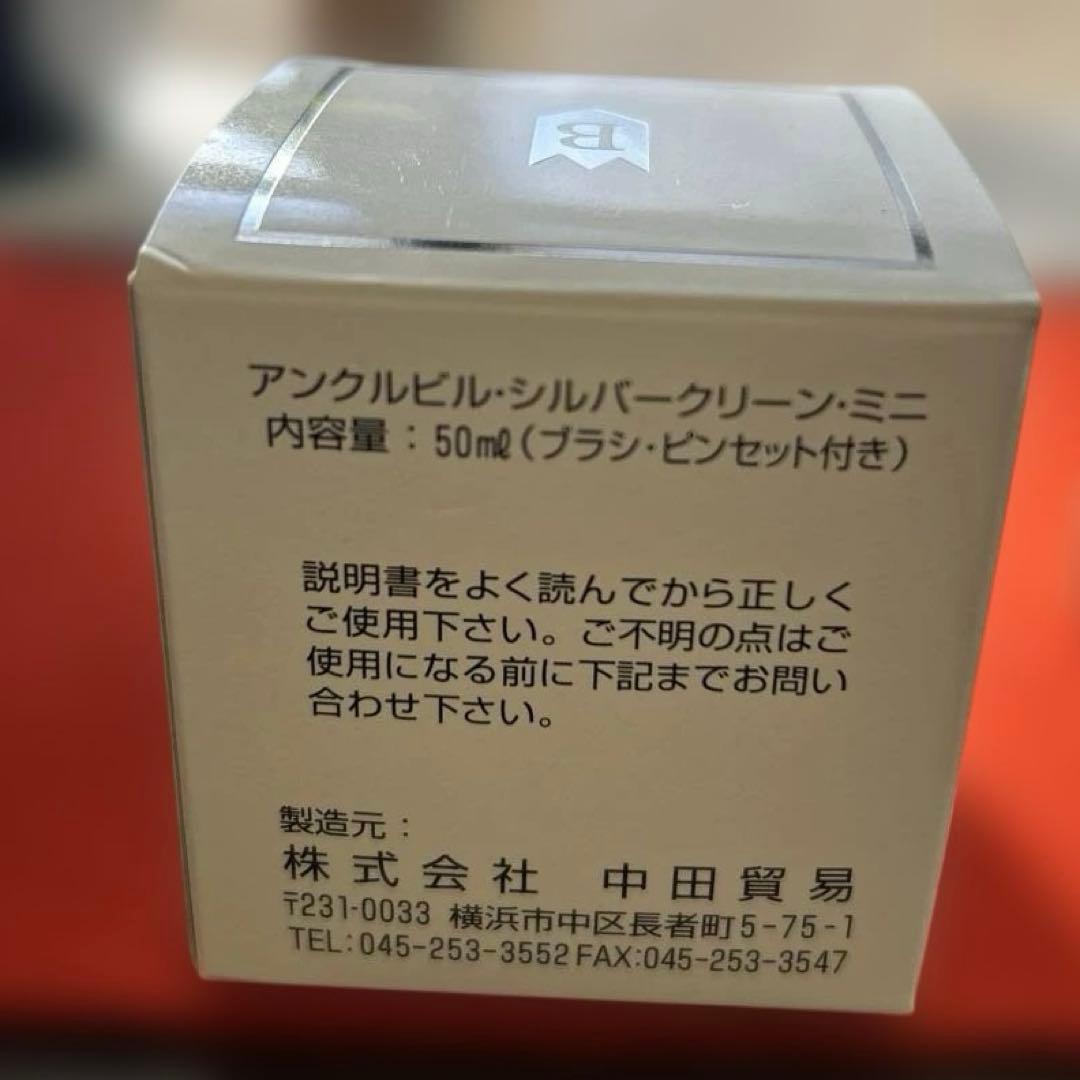 B
アンクルビル・シルバークリーン・ミニ
内容量：50mℓ（ブラシ・ピンセット付き）
説明書をよく読んでから正しく
ご使用下さい。ご不明の点はご
使用になる前に下記までお問い
合わせ下さい。
製造元：
株式会社　中田貿易
〒231-0033 横浜市中区長者町5-75-1
TEL：045-253-3552 FAX:045-253-3547